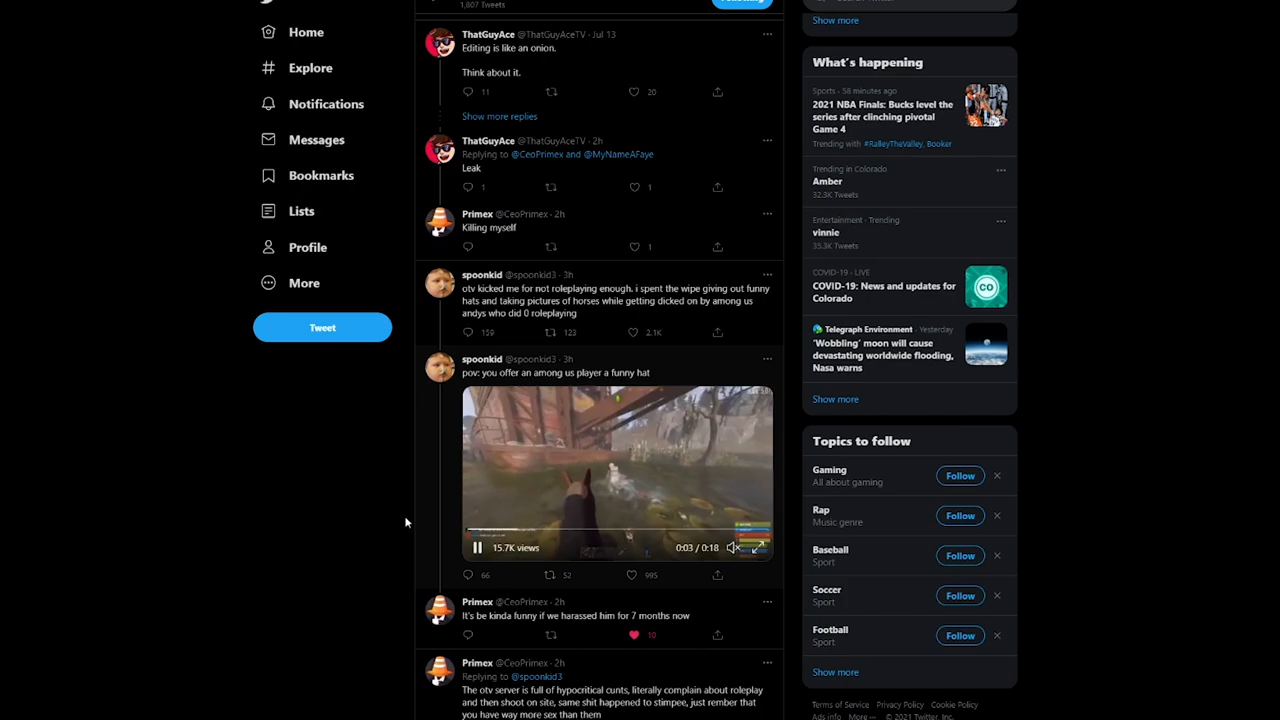 1,807 Tweets
Following
Home
Explore
Notifications
Messages
Bookmarks
Lists
Profile
More
Tweet
ThatGuyAce @ThatGuyAceTV · Jul 13
Editing is like an onion.
Think about it.
11 20
Show more replies
ThatGuyAce @ThatGuyAceTV · 2h
Replying to @CeoPrimex and @MyNameAFaye
Leak
1 1
Primex @CeoPrimex · 2h
Killing myself
1
spoonkid @spoonkid3 · 3h
otv kicked me for not roleplaying enough. i spent the wipe giving out funny
hats and taking pictures of horses while getting dicked on by among us
andys who did 0 roleplaying
159 123 2.1K
spoonkid @spoonkid3 · 3h
pov: you offer an among us player a funny hat
15.7K views 0:03 / 0:18
66 52 995
Primex @CeoPrimex · 2h
It's be kinda funny if we harassed him for 7 months now
10
Primex @CeoPrimex · 2h
Replying to @spoonkid3
The otv server is full of hypocritical cunts, literally complain about roleplay
and then shoot on site, same shit happened to stimpee, just rember that
you have way more sex than them
Show more
What's happening
Sports · 58 minutes ago
2021 NBA Finals: Bucks level the
series after clinching pivotal
Game 4
Trending with #RalleyTheValley, Booker
Trending in Colorado
Amber
32.3K Tweets
Entertainment · Trending
vinnie
35.3K Tweets
COVID-19 · LIVE
COVID-19: News and updates for
Colorado
CO
Telegraph Environment · Yesterday
'Wobbling' moon will cause
devastating worldwide flooding,
Nasa warns
Show more
Topics to follow
Gaming
All about gaming
Follow
Rap
Music genre
Follow
Baseball
Sport
Follow
Soccer
Sport
Follow
Football
Sport
Follow
Show more
Terms of Service Privacy Policy Cookie Policy
Ads info More ··· © 2021 Twitter, Inc.